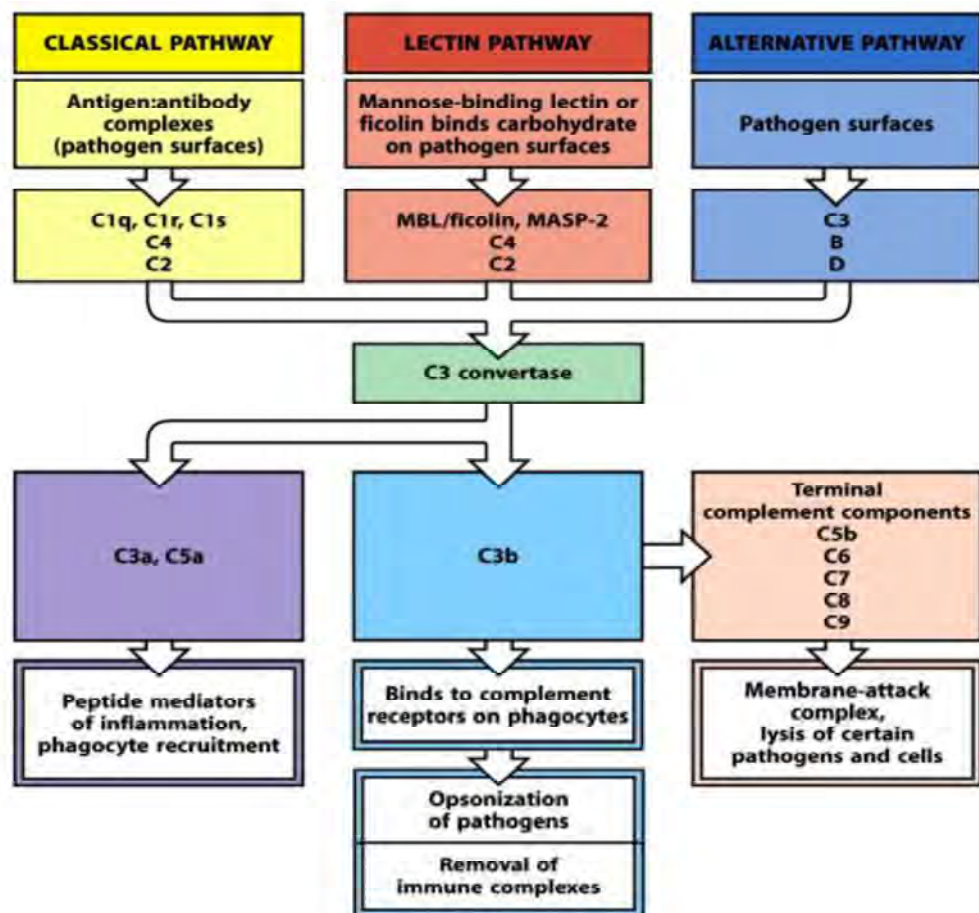 CLASSICAL PATHWAY
LECTIN PATHWAY
ALTERNATIVE PATHWAY
Antigen:antibody
complexes
(pathogen surfaces)
Mannose-binding lectin or
ficolin binds carbohydrate
on pathogen surfaces
Pathogen surfaces
C1q, C1r, C1s
C4
C2
MBL/ficolin, MASP-2
C4
C2
C3
B
D
C3 convertase
C3a, C5a
C3b
Terminal
complement components
C5b
C6
C7
C8
C9
Peptide mediators
of inflammation,
phagocyte recruitment
Binds to complement
receptors on phagocytes
Membrane-attack
complex,
lysis of certain
pathogens and cells
Opsonization
of pathogens
Removal of
immune complexes